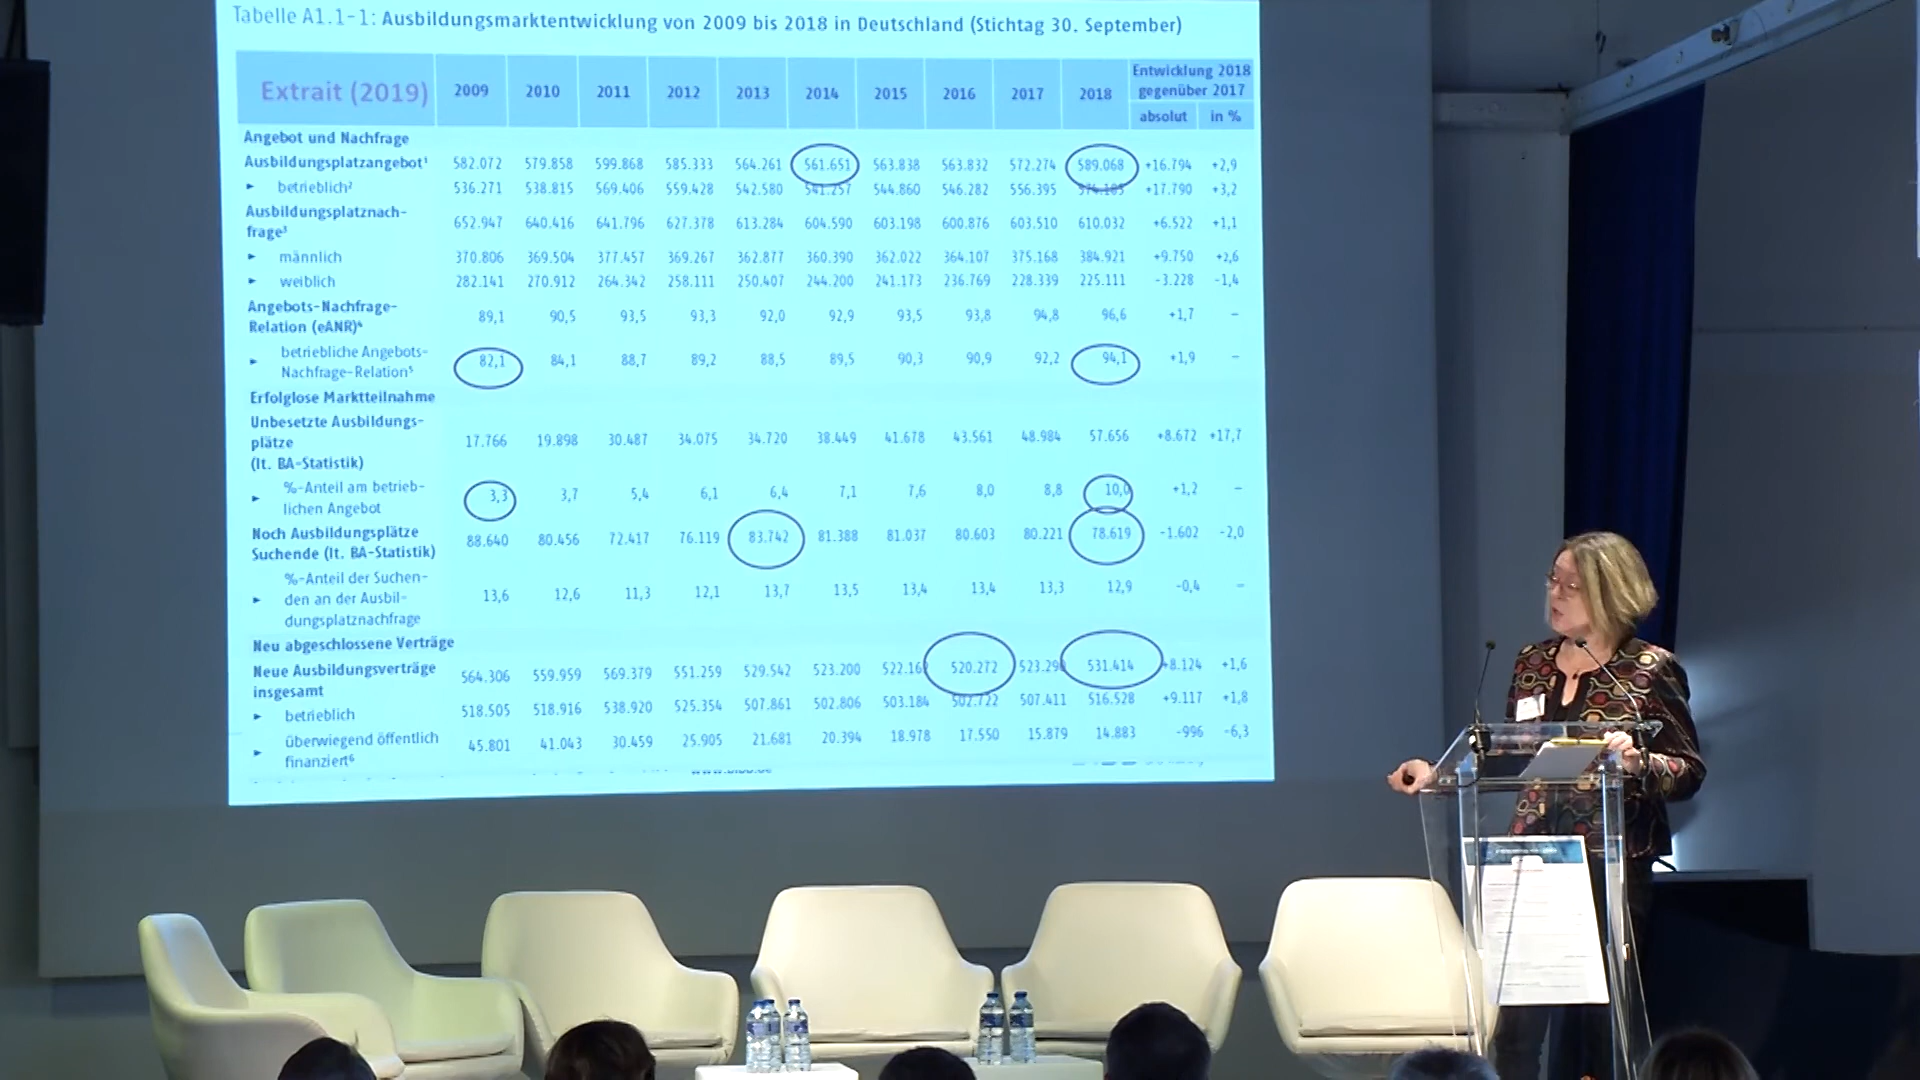 Tabelle A1.1-1: Ausbildungsmarktentwicklung von 2009 bis 2018 in Deutschland (Stichtag 30. September)
Extrait (2019) 2009 2010 2011 2012 2013 2014 2015 2016 2017 2018 Entwicklung 2018 gegenüber 2017
absolut in %
Angebot und Nachfrage
Ausbildungsplatzangebot¹ 582.072 579.858 599.868 585.333 564.261 561.651 563.838 563.832 572.274 589.068 +16.794 +2,9
► betrieblich² 536.271 538.815 569.406 559.428 542.580 541.257 544.860 546.282 556.395 574.185 +17.790 +3,2
Ausbildungsplatznach-
frage³ 652.947 640.416 641.796 627.378 613.284 604.590 603.198 600.876 603.510 610.032 +6.522 +1,1
► männlich 370.806 369.504 377.457 369.267 362.877 360.390 362.022 364.107 375.168 384.921 +9.750 +2,6
► weiblich 282.141 270.912 264.342 258.111 250.407 244.200 241.173 236.769 228.339 225.111 -3.228 -1,4
Angebots-Nachfrage-
Relation (eANR)⁴ 89,1 90,5 93,5 93,3 92,0 92,9 93,5 93,8 94,8 96,6 +1,7 –
► betriebliche Angebots-
Nachfrage-Relation⁵ 82,1 84,1 88,7 89,2 88,5 89,5 90,3 90,9 92,2 94,1 +1,9 –
Erfolglose Marktteilnahme
Unbesetzte Ausbildungs-
plätze 17.766 19.898 30.487 34.075 34.720 38.449 41.678 43.561 48.984 57.656 +8.672 +17,7
(lt. BA-Statistik)
► %-Anteil am betrieb-
lichen Angebot 3,3 3,7 5,4 6,1 6,4 7,1 7,6 8,0 8,8 10,0 +1,2 –
Noch Ausbildungsplätze
Suchende (lt. BA-Statistik) 88.640 80.456 72.417 76.119 83.742 81.388 81.037 80.603 80.221 78.619 -1.602 -2,0
%-Anteil der Suchen-
► den an der Ausbil- 13,6 12,6 11,3 12,1 13,7 13,5 13,4 13,4 13,3 12,9 -0,4 –
dungsplatznachfrage
Neu abgeschlossene Verträge
Neue Ausbildungsverträge
insgesamt 564.306 559.959 569.379 551.259 529.542 523.200 522.16 520.272 523.29 531.414 +8.124 +1,6
► betrieblich 518.505 518.916 538.920 525.354 507.861 502.806 503.184 502.722 507.411 516.528 +9.117 +1,8
► überwiegend öffentlich
finanziert⁶ 45.801 41.043 30.459 25.905 21.681 20.394 18.978 17.550 15.879 14.883 -996 -6,3